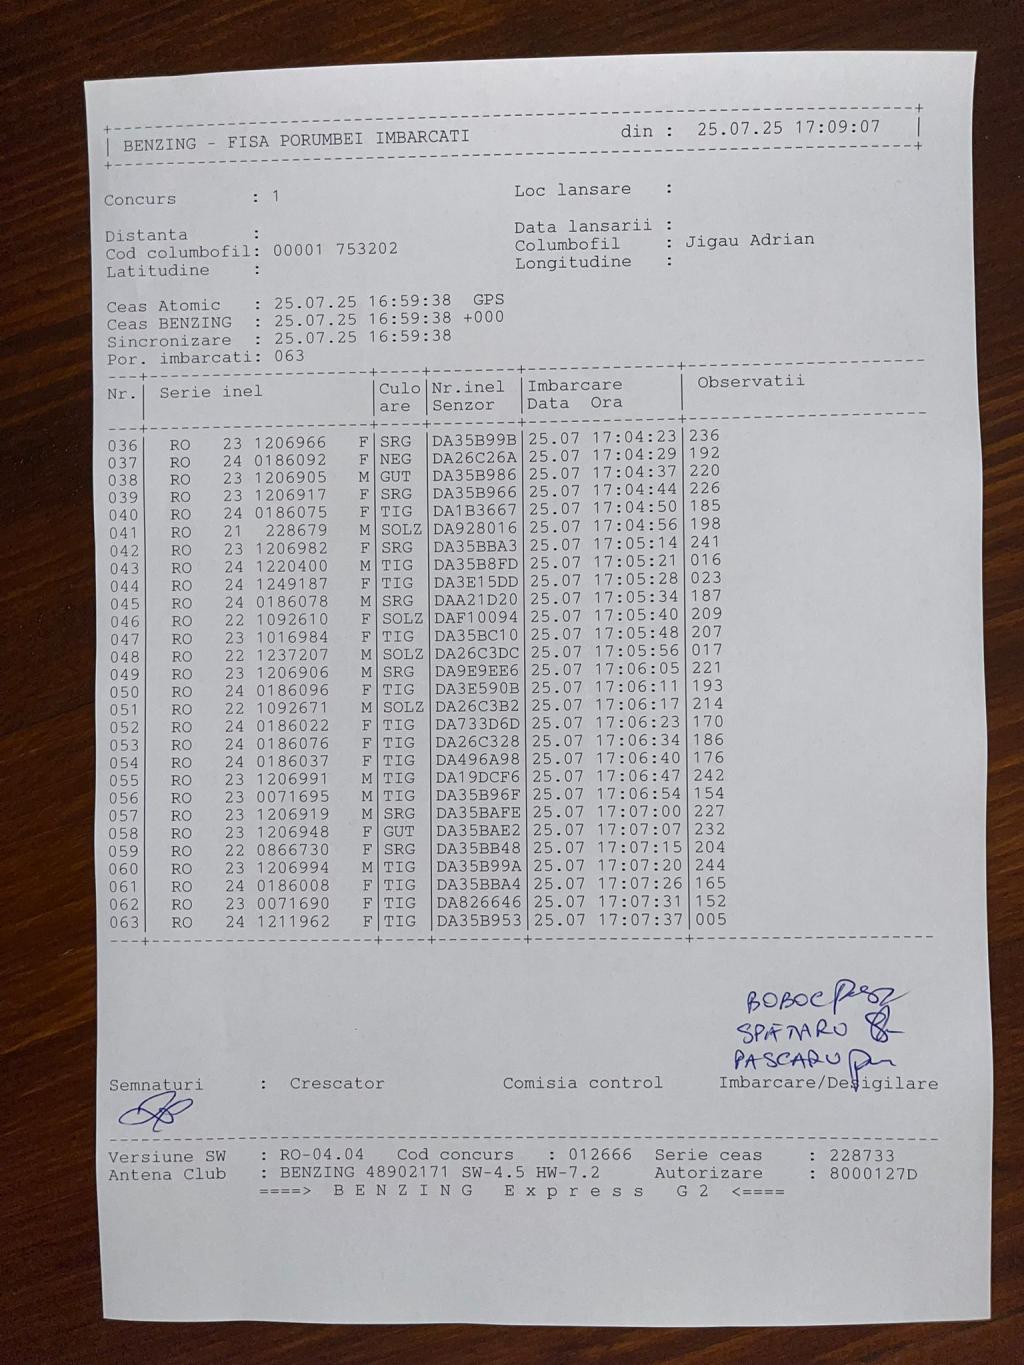 BENZING - FISA PORUMBEI IMBARCATI din : 25.07.25 17:09:07
Concurs : 1 Loc lansare :
Distanta : Data lansarii :
Cod columbofil: 00001 753202 Columbofil : Jigau Adrian
Latitudine : Longitudine :
Ceas Atomic : 25.07.25 16:59:38 GPS
Ceas BENZING : 25.07.25 16:59:38 +000
Sincronizare : 25.07.25 16:59:38
Por. imbarcati: 063
Nr.| Serie inel |Culo|Nr.inel |Imbarcare | Observatii
| |are |Senzor |Data Ora |
036| RO 23 1206966 F|SRG |DA35B99B|25.07 17:04:23|236
037| RO 24 0186092 F|NEG |DA26C26A|25.07 17:04:29|192
038| RO 23 1206905 M|GUT |DA35B986|25.07 17:04:37|220
039| RO 23 1206917 F|SRG |DA35B966|25.07 17:04:44|226
040| RO 24 0186075 F|TIG |DA1B3667|25.07 17:04:50|185
041| RO 21 228679 M|SOLZ|DA928016|25.07 17:04:56|198
042| RO 23 1206982 F|SRG |DA35BBA3|25.07 17:05:14|241
043| RO 24 1220400 M|TIG |DA35B8FD|25.07 17:05:21|016
044| RO 24 1249187 F|TIG |DA3E15DD|25.07 17:05:28|023
045| RO 24 0186078 M|SRG |DAA21D20|25.07 17:05:34|187
046| RO 22 1092610 F|SOLZ|DAF10094|25.07 17:05:40|209
047| RO 23 1016984 F|TIG |DA35BC10|25.07 17:05:48|207
048| RO 22 1237207 M|SOLZ|DA26C3DC|25.07 17:05:56|017
049| RO 23 1206906 M|SRG |DA9E9EE6|25.07 17:06:05|221
050| RO 24 0186096 F|TIG |DA3E590B|25.07 17:06:11|193
051| RO 22 1092671 M|SOLZ|DA26C3B2|25.07 17:06:17|214
052| RO 24 0186022 F|TIG |DA733D6D|25.07 17:06:23|170
053| RO 24 0186076 F|TIG |DA26C328|25.07 17:06:34|186
054| RO 24 0186037 F|TIG |DA496A98|25.07 17:06:40|176
055| RO 23 1206991 M|TIG |DA19DCF6|25.07 17:06:47|242
056| RO 23 0071695 M|TIG |DA35B96F|25.07 17:06:54|154
057| RO 23 1206919 M|SRG |DA35BAFE|25.07 17:07:00|227
058| RO 23 1206948 F|GUT |DA35BAE2|25.07 17:07:07|232
059| RO 22 0866730 F|SRG |DA35BB48|25.07 17:07:15|204
060| RO 23 1206994 M|TIG |DA35B99A|25.07 17:07:20|244
061| RO 24 0186008 F|TIG |DA35BBA4|25.07 17:07:26|165
062| RO 23 0071690 F|TIG |DA826646|25.07 17:07:31|152
063| RO 24 1211962 F|TIG |DA35B953|25.07 17:07:37|005
BOBOC
SPĂTARU
PASCARU
Semnaturi : Crescator Comisia control Imbarcare/Desigilare
Versiune SW : RO-04.04 Cod concurs : 012666 Serie ceas : 228733
Antena Club : BENZING 48902171 SW-4.5 HW-7.2 Autorizare : 8000127D
====> B E N Z I N G E x p r e s s G 2 <====